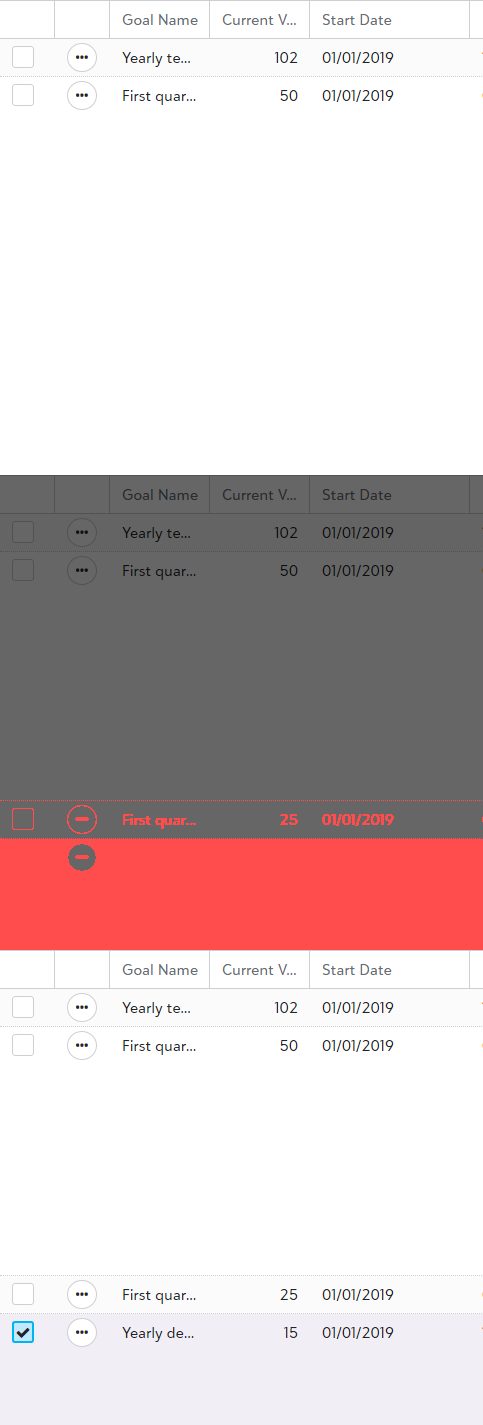 Goal Name Current V... Start Date
Yearly te... 102 01/01/2019
First quar... 50 01/01/2019
Goal Name Current V... Start Date
Yearly te... 102 01/01/2019
First quar... 50 01/01/2019
First quar... 25 01/01/2019
Goal Name Current V... Start Date
Yearly te... 102 01/01/2019
First quar... 50 01/01/2019
First quar... 25 01/01/2019
Yearly de... 15 01/01/2019